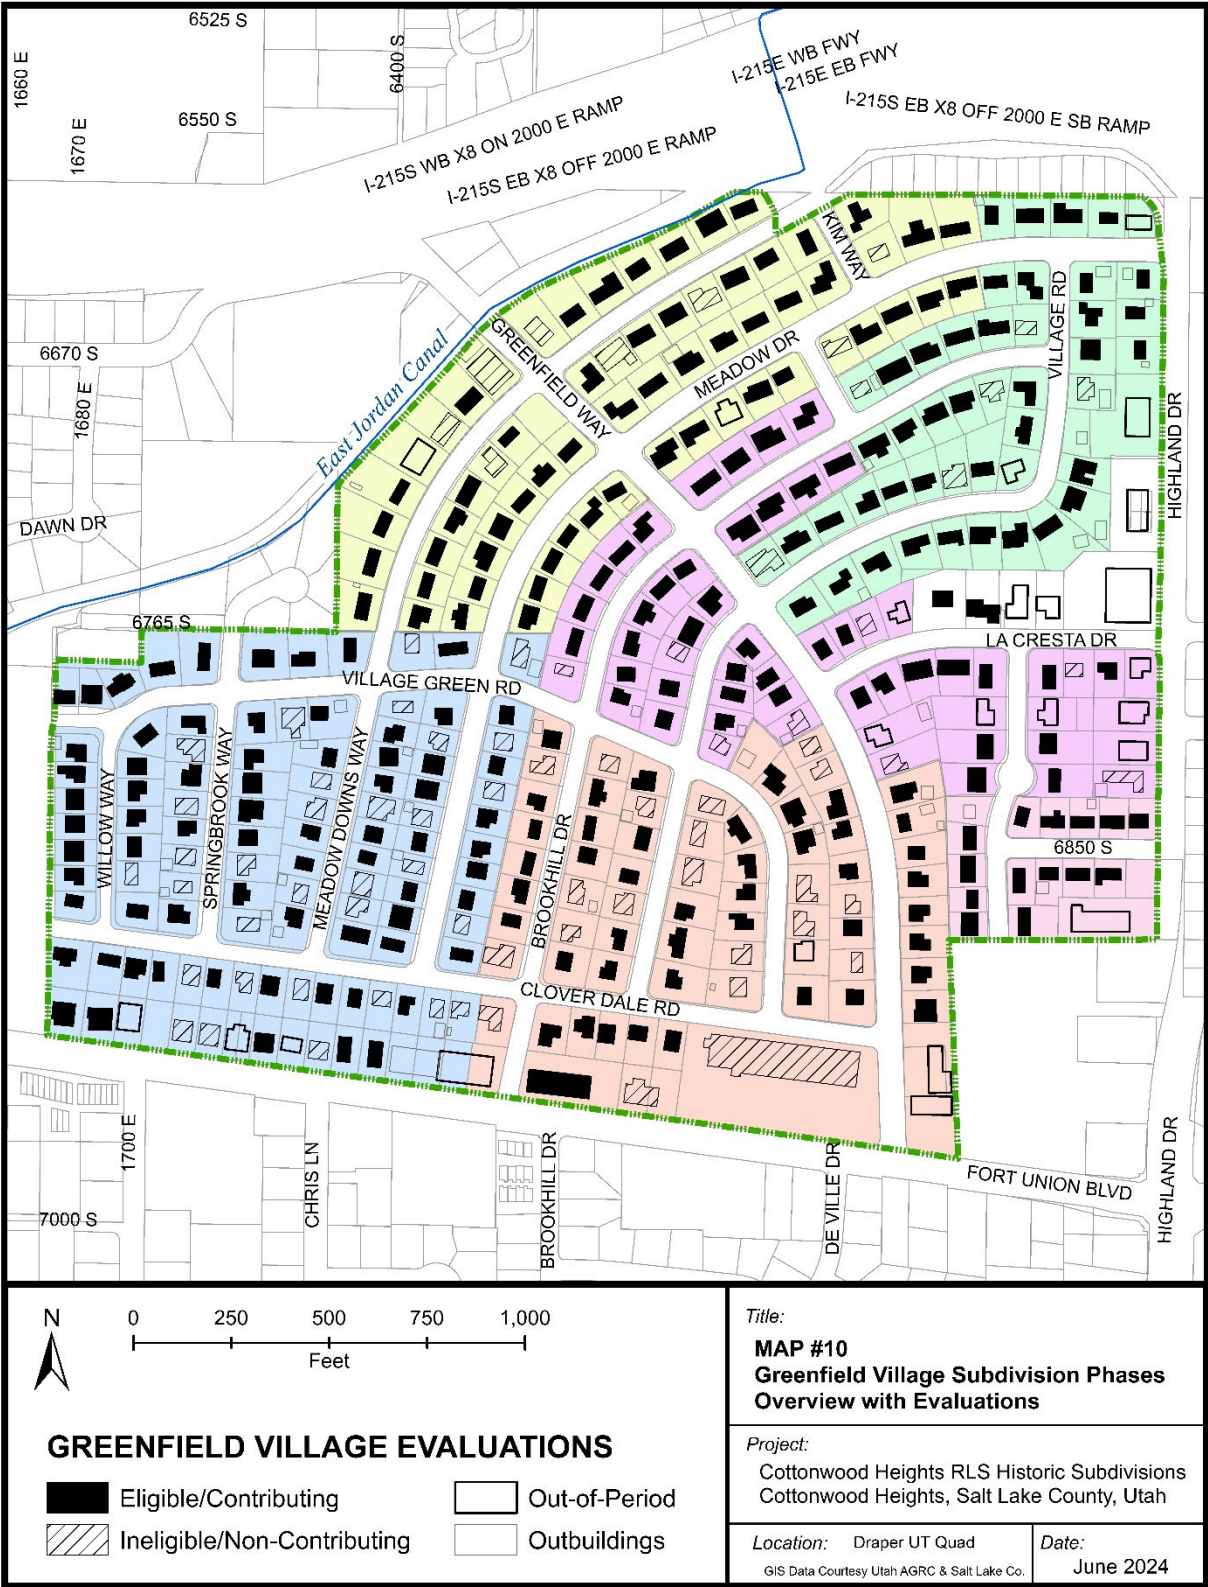 6525 S
1660 E
6400 S
I-215E WB FWY
I-215E EB FWY
I-215S EB X8 OFF 2000 E SB RAMP
6550 S
1670 E
I-215S WB X8 ON 2000 E RAMP
I-215S EB X8 OFF 2000 E RAMP
KIM WAY
VILLAGE RD
6670 S
1680 E
East Jordan Canal
GREENFIELD WAY
MEADOW DR
HIGHLAND DR
DAWN DR
6765 S
LA CRESTA DR
VILLAGE GREEN RD
WILLOW WAY
SPRINGBROOK WAY
MEADOW DOWNS WAY
BROOKHILL DR
6850 S
CLOVER DALE RD
1700 E
CHRIS LN
BROOKHILL DR
DE VILLE DR
FORT UNION BLVD
HIGHLAND DR
7000 S
N
0 250 500 750 1,000
Feet
GREENFIELD VILLAGE EVALUATIONS
Eligible/Contributing
Out-of-Period
Ineligible/Non-Contributing
Outbuildings
Title:
MAP #10
Greenfield Village Subdivision Phases
Overview with Evaluations
Project:
Cottonwood Heights RLS Historic Subdivisions
Cottonwood Heights, Salt Lake County, Utah
Location: Draper UT Quad
GIS Data Courtesy Utah AGRC & Salt Lake Co.
Date:
June 2024